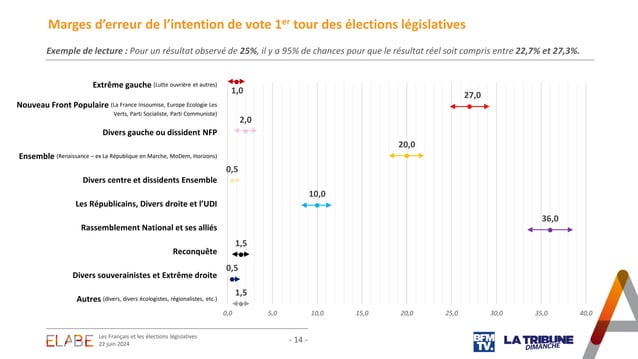 Marges d’erreur de l’intention de vote 1er tour des élections législatives
Exemple de lecture : Pour un résultat observé de 25%, il y a 95% de chances pour que le résultat réel soit compris entre 22,7% et 27,3%.
Extrême gauche (Lutte ouvrière et autres)
1,0
Nouveau Front Populaire (La France Insoumise, Europe Ecologie Les
Verts, Parti Socialiste, Parti Communiste)
27,0
Divers gauche ou dissident NFP
2,0
Ensemble (Renaissance – ex La République en Marche, MoDem, Horizons)
20,0
Divers centre et dissidents Ensemble
0,5
Les Républicains, Divers droite et l’UDI
10,0
Rassemblement National et ses alliés
36,0
Reconquête
1,5
Divers souverainistes et Extrême droite
0,5
Autres (divers, divers écologistes, régionalistes, etc.)
1,5
0,0 5,0 10,0 15,0 20,0 25,0 30,0 35,0 40,0
ELABE
Les Français et les élections législatives
22 juin 2024
- 14 -
BFM
TV.
LA TRIBUNE
DIMANCHE